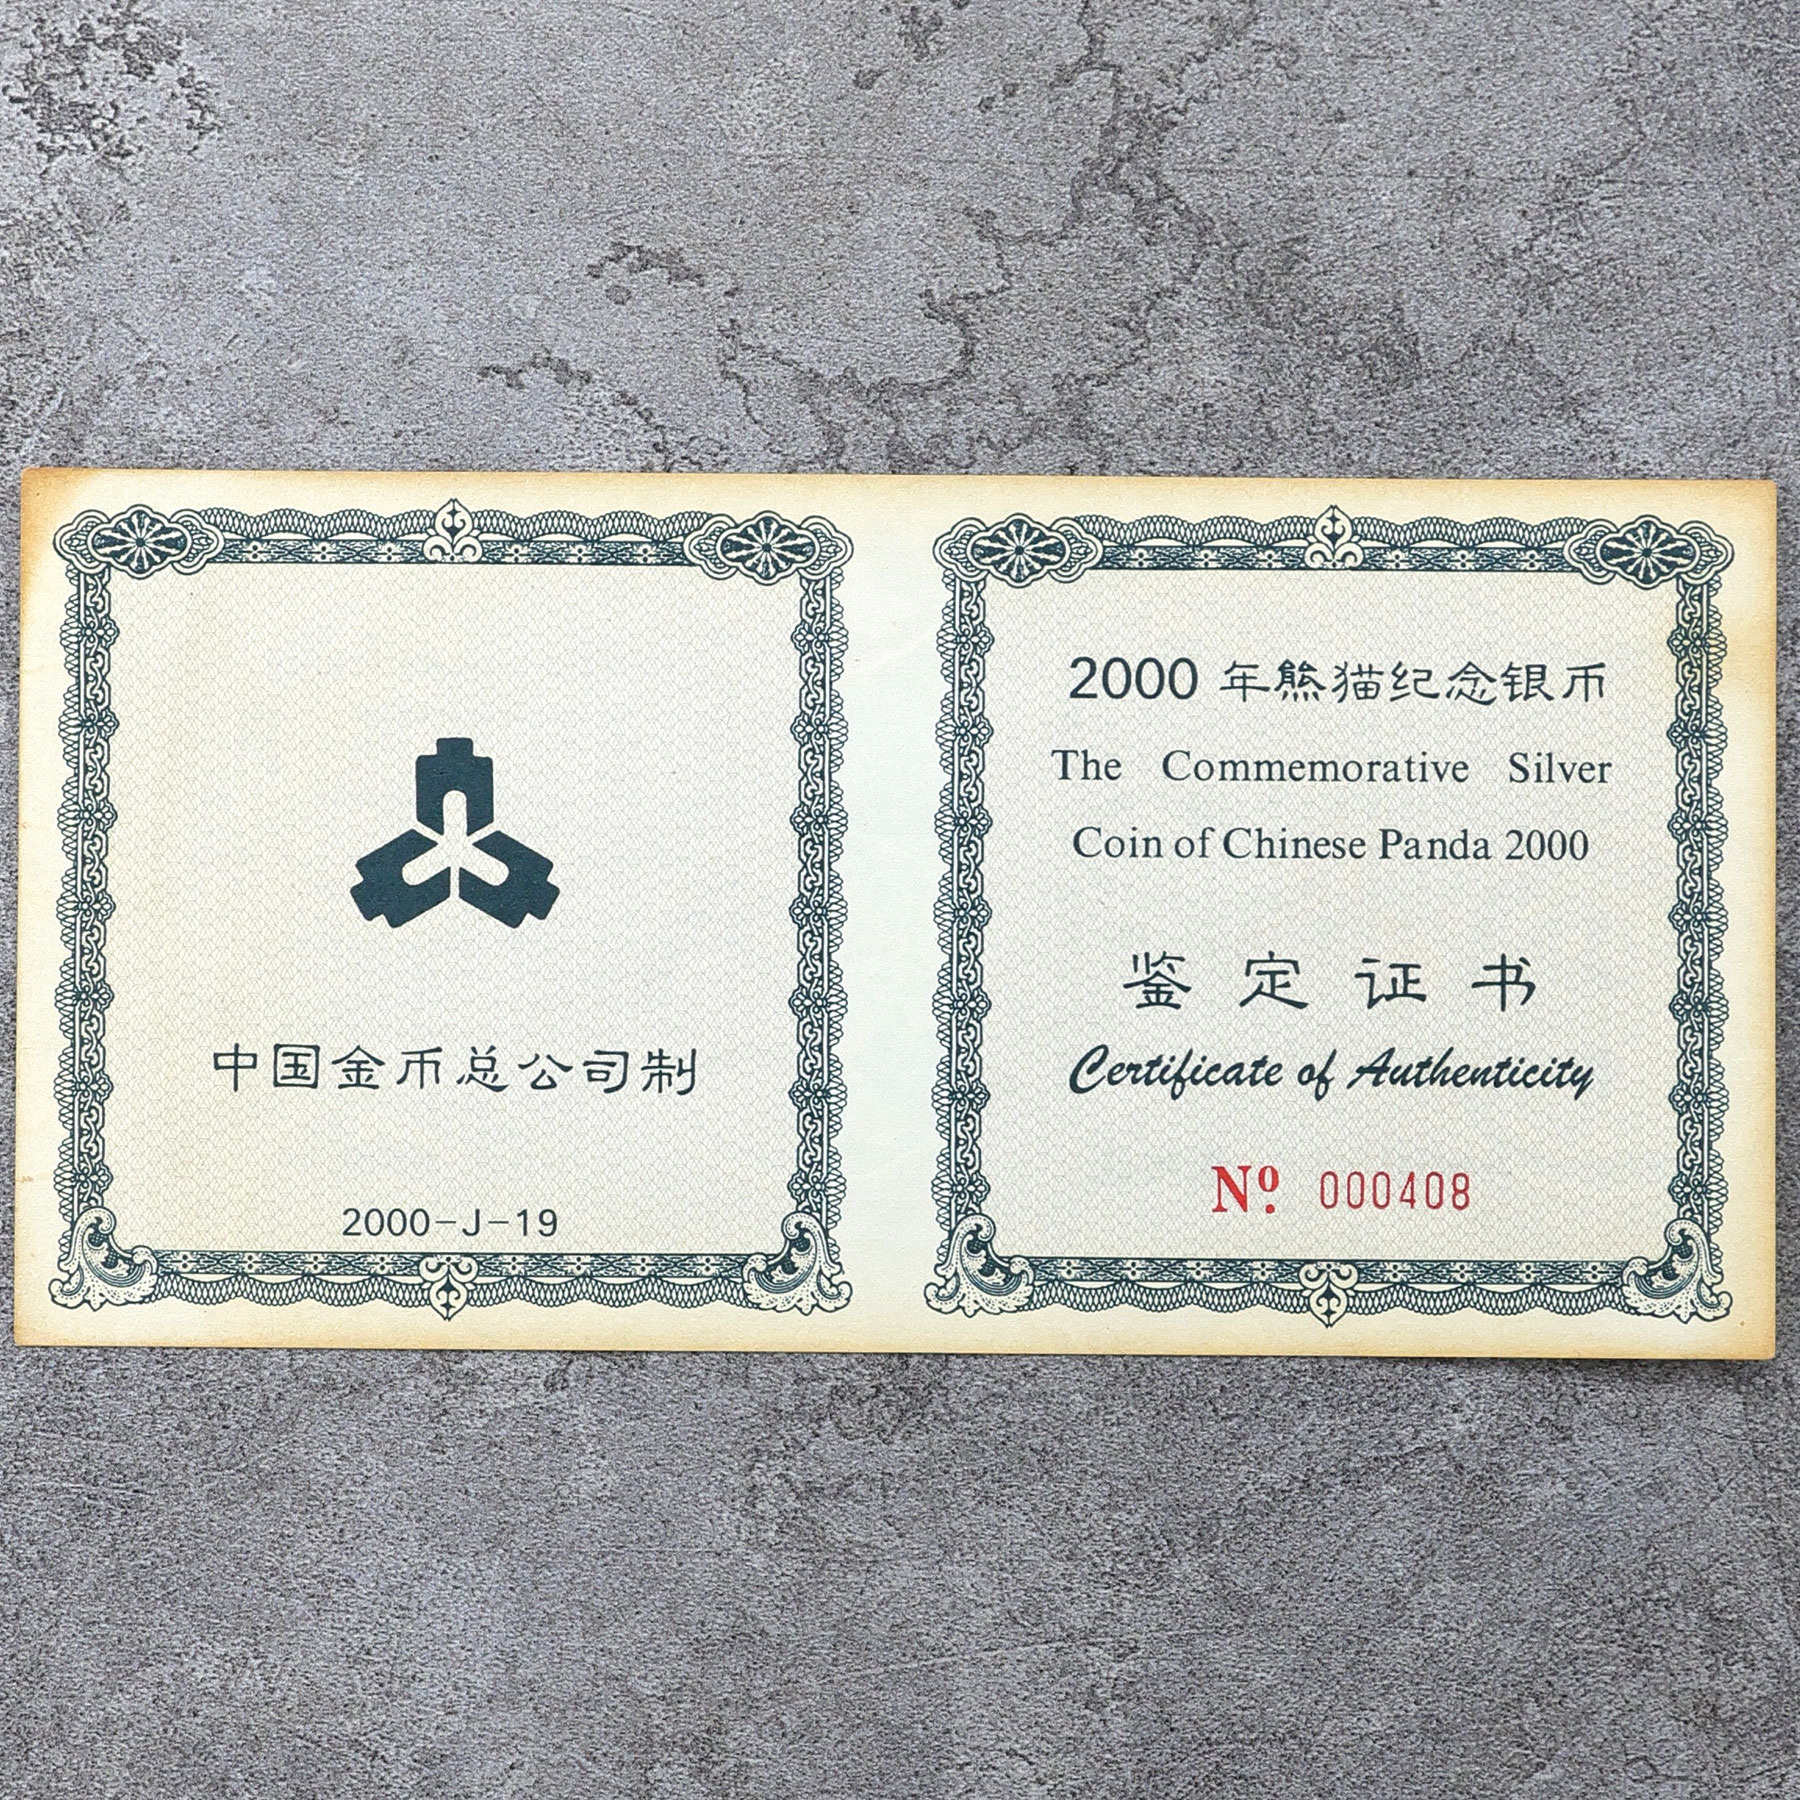 中国金币总公司制
2000-J-19
2000 年熊猫纪念银币
The Commemorative Silver
Coin of Chinese Panda 2000
鉴定证书
Certificate of Authenticity
Nº. 000408